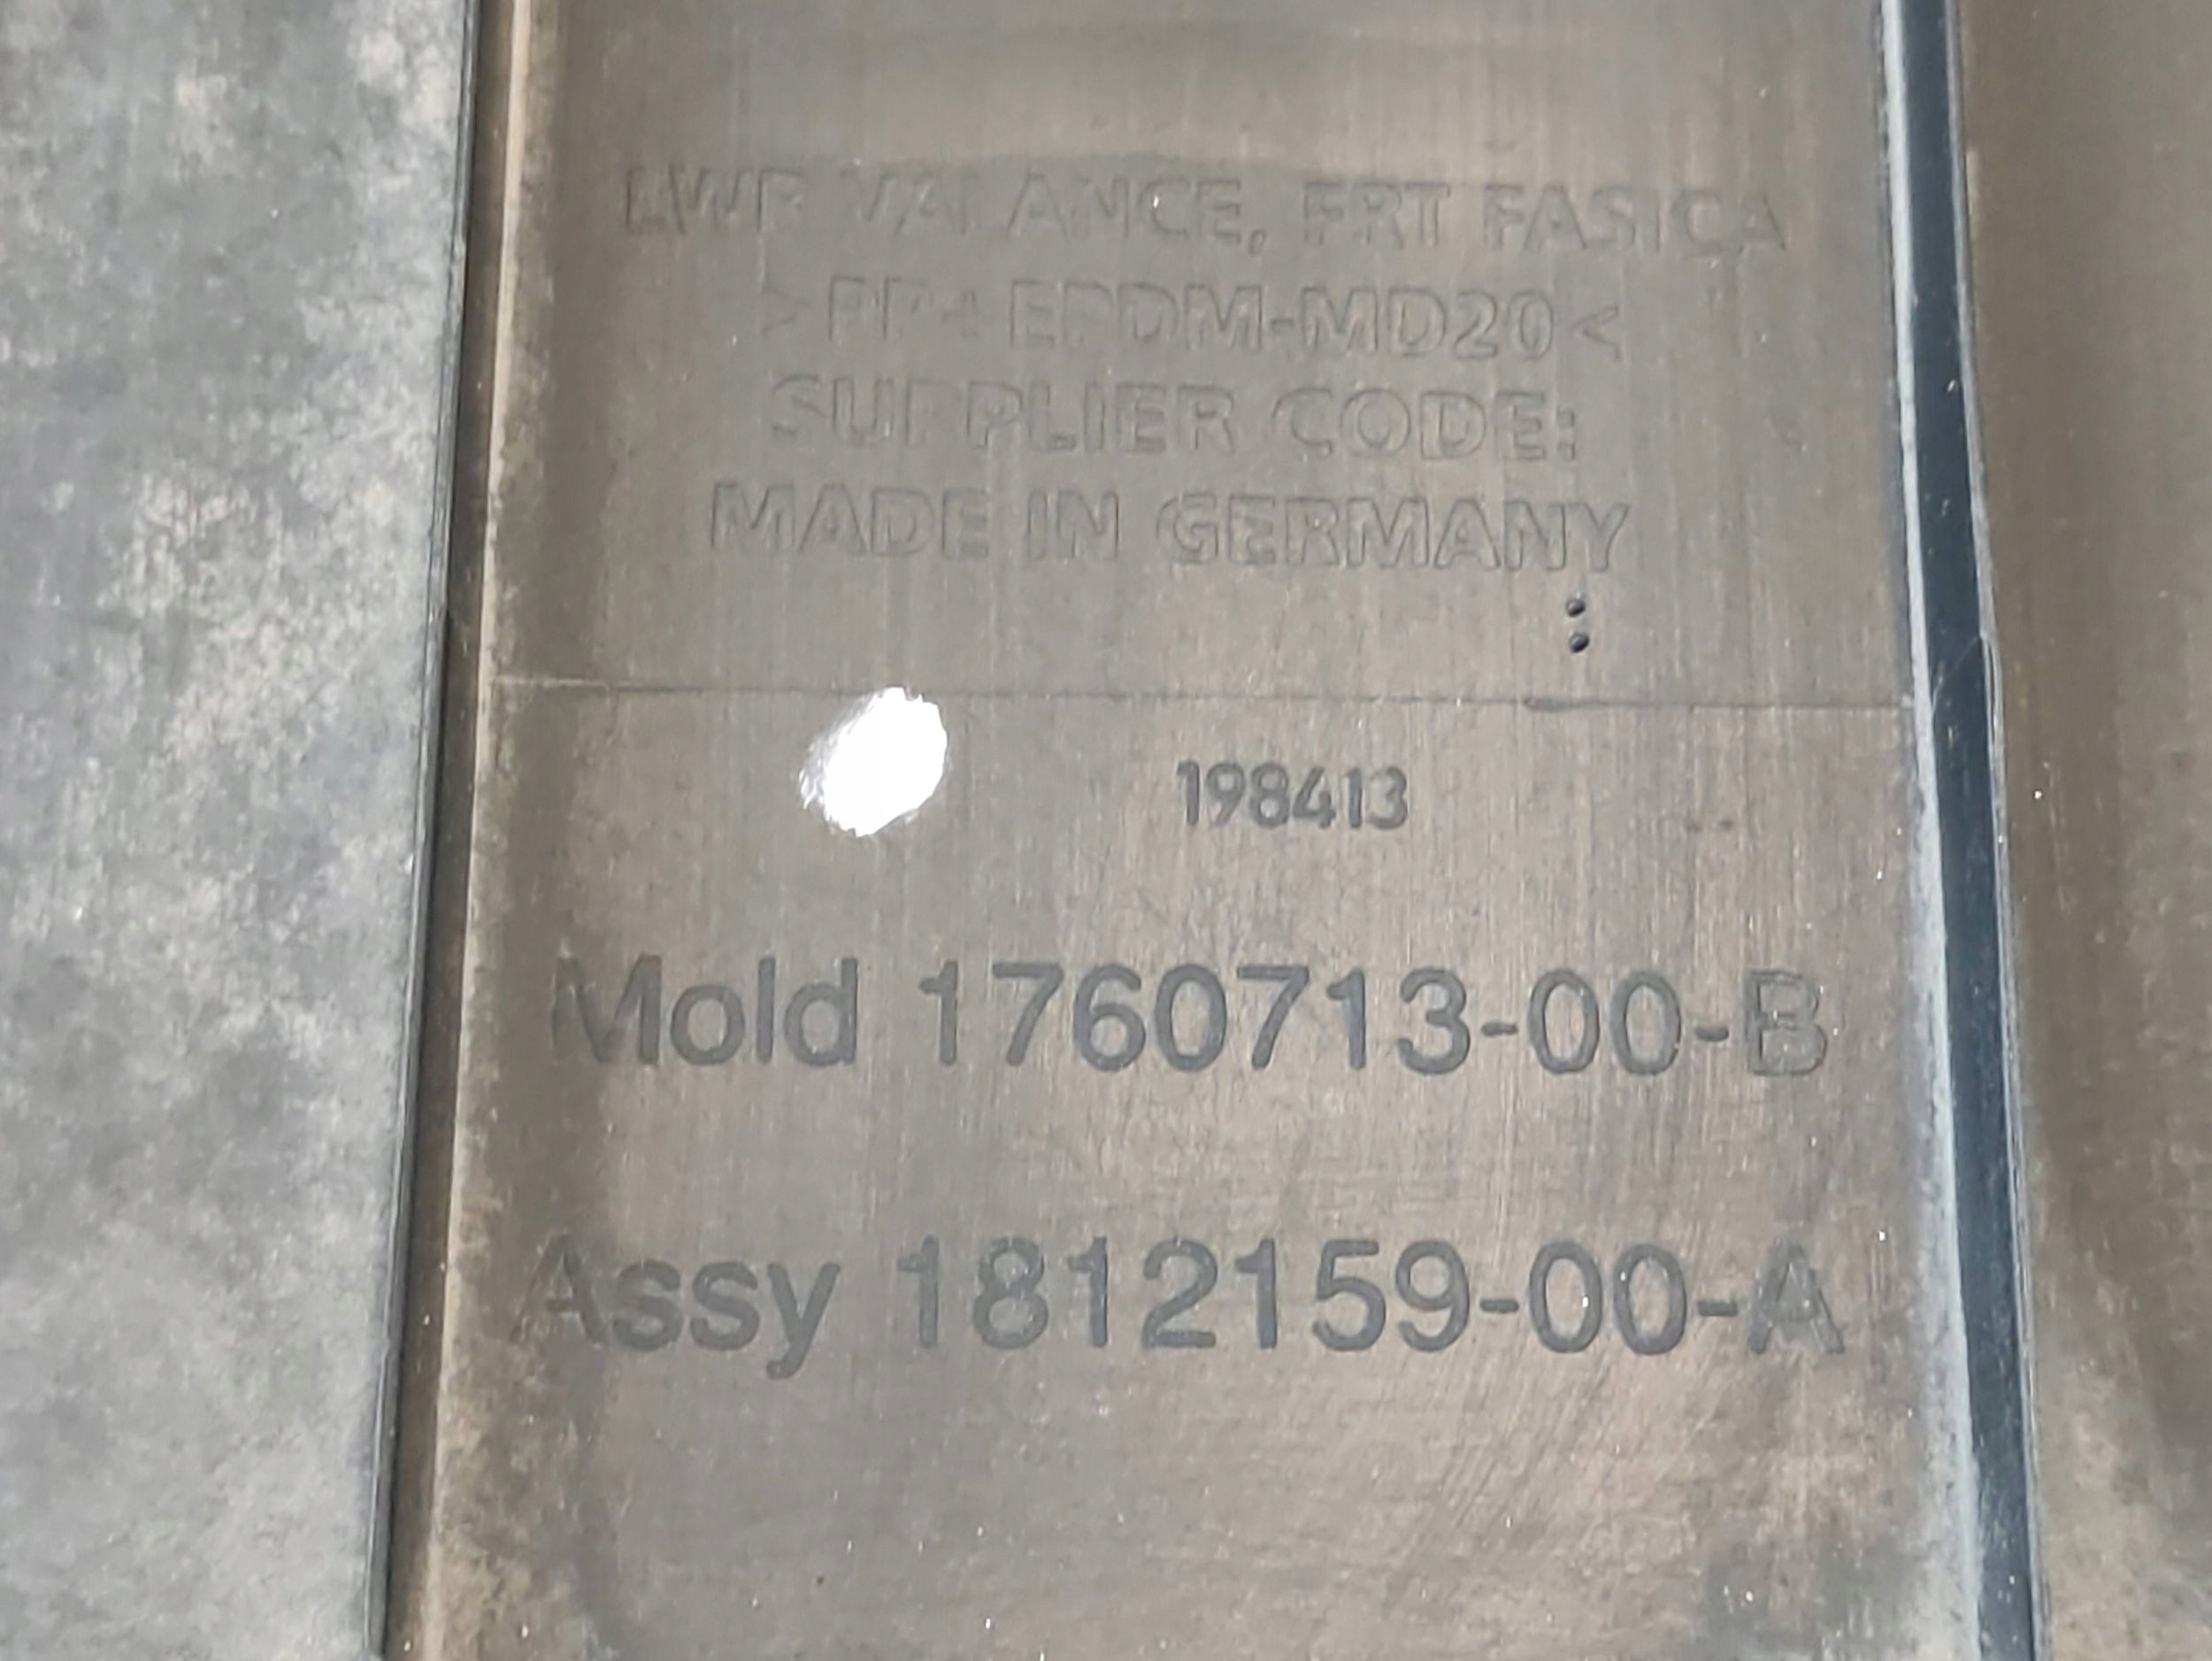 LWR VALANCE, FRT FASICA
>PP+EPDM-MD20<
SUPPLIER CODE:
MADE IN GERMANY
198413
Mold 1760713-00-B
Assy 1812159-00-A